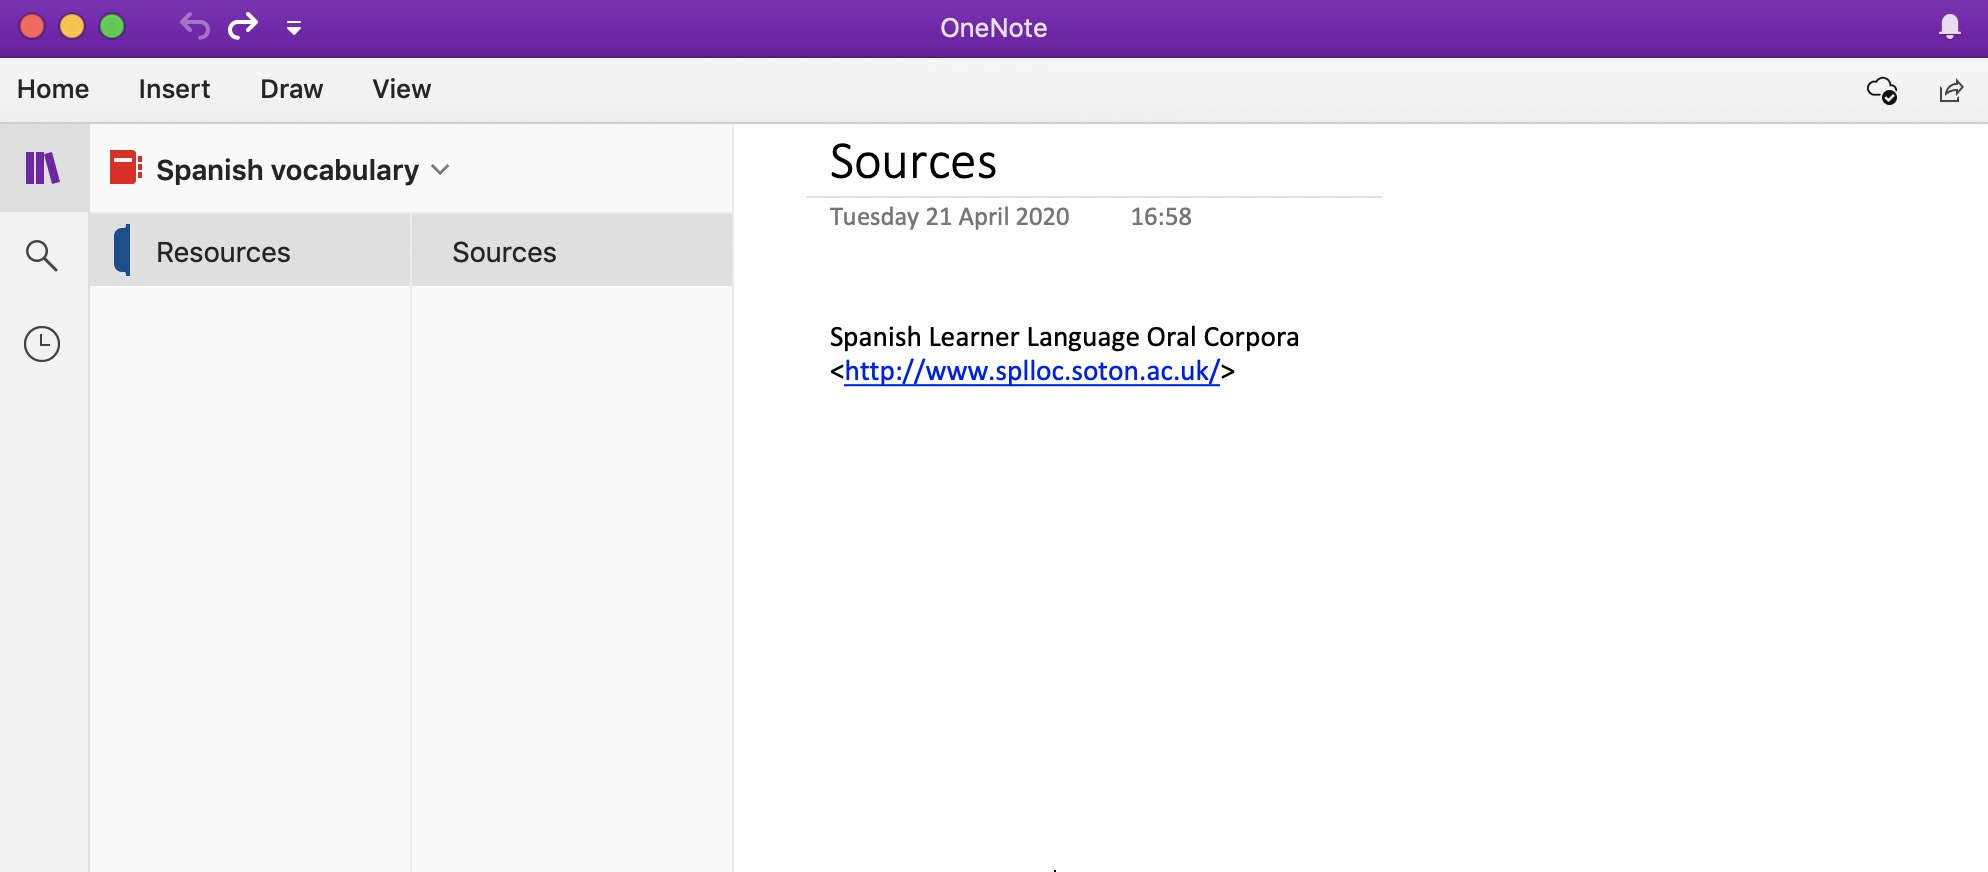 OneNote
Home Insert Draw View
Spanish vocabulary
Resources
Sources
Sources
Tuesday 21 April 2020 16:58
Spanish Learner Language Oral Corpora
<http://www.splloc.soton.ac.uk/>